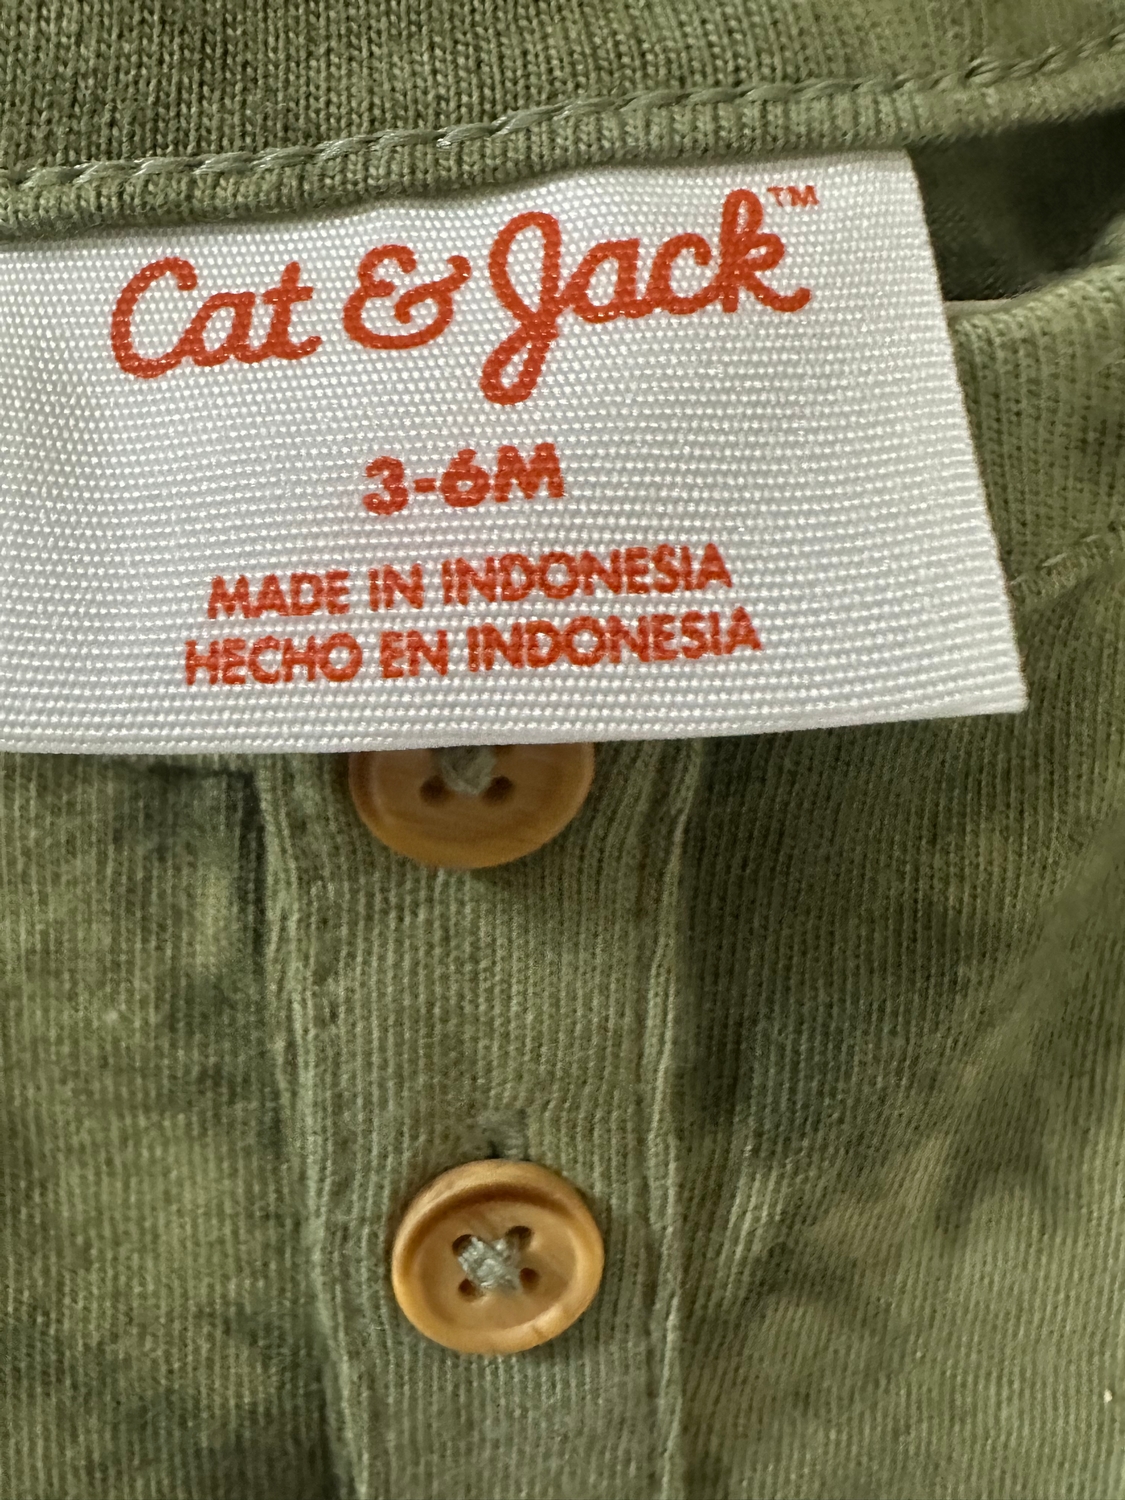 Cat & Jack™
3-6M
MADE IN INDONESIA
HECHO EN INDONESIA